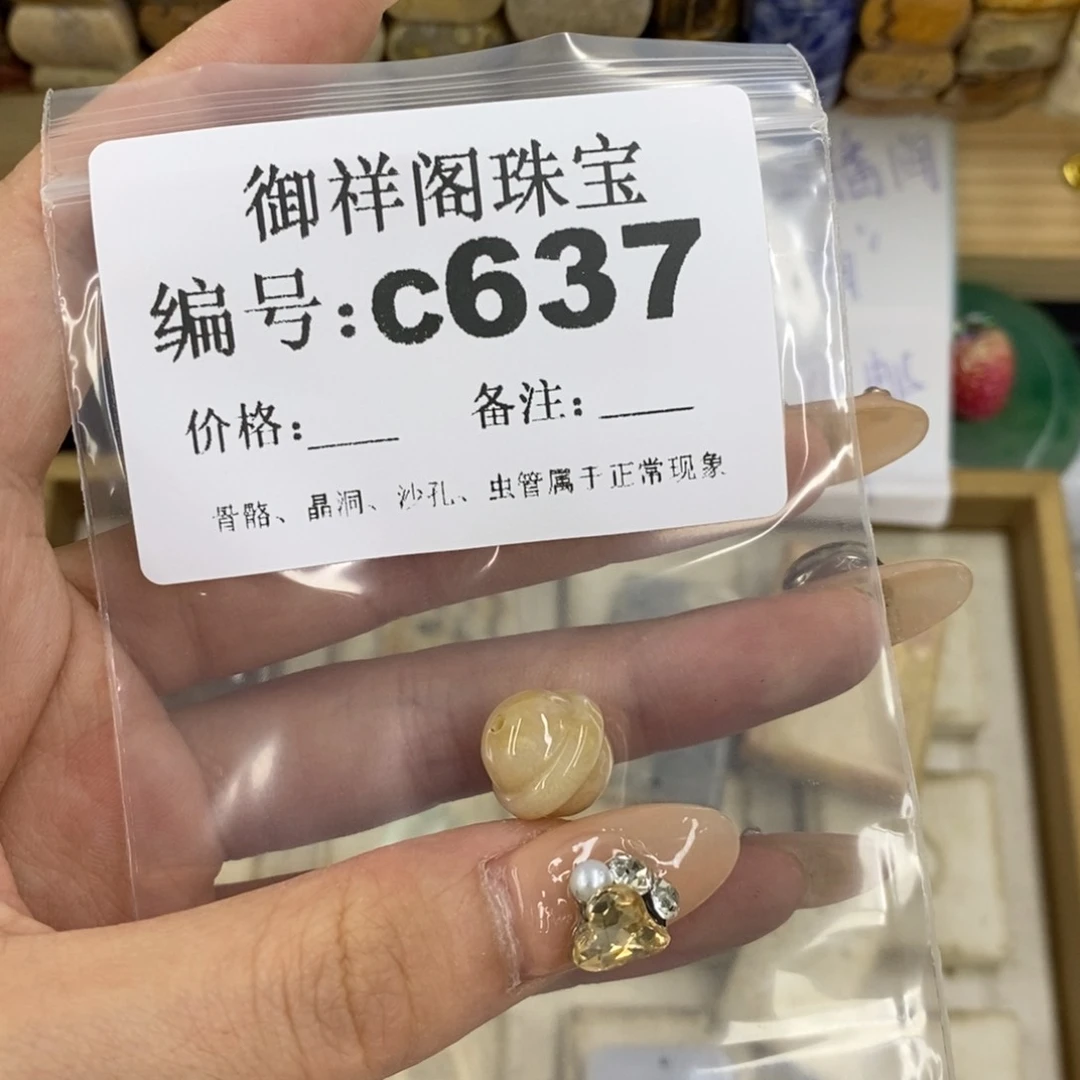 御祥阁珠宝
编号:c637
价格:____ 备注:____
骨骼、晶洞、沙孔、虫管属于正常现象